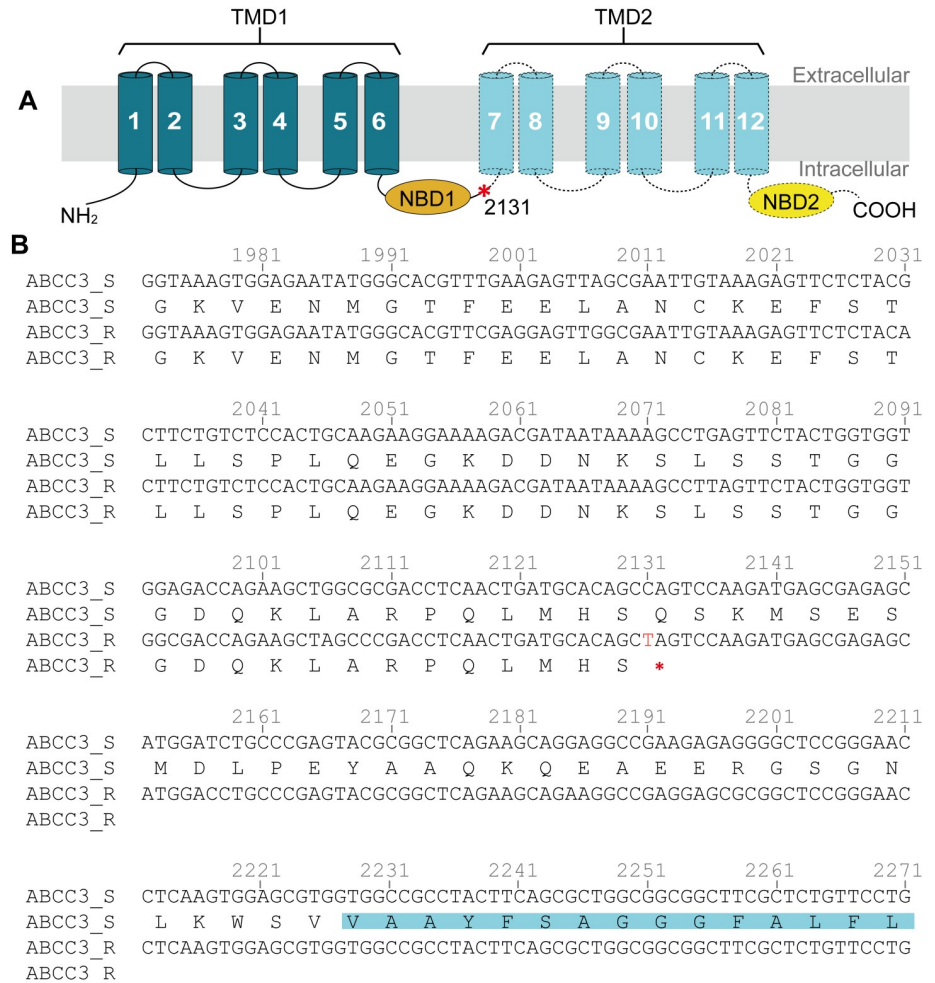 TMD1 TMD2
A
Extracellular
1 2 3 4 5 6 7 8 9 10 11 12
Intracellular
NH2 NBD1 *2131 NBD2 COOH
B
1981 1991 2001 2011 2021 2031
ABCC3_S GGTAAAGTGGAGAATATGGGCACGTTTGAAGAGTTAGCGAATTGTAAAGAGTTCTCTACG
ABCC3_S G K V E N M G T F E E L A N C K E F S T
ABCC3_R GGTAAAGTGGAGAATATGGGCACGTTCGAGGAGTTGGCGAATTGTAAAGAGTTCTCTACA
ABCC3_R G K V E N M G T F E E L A N C K E F S T
2041 2051 2061 2071 2081 2091
ABCC3_S CTTCTGTCTCCACTGCAAGAAGGAAAAGACGATAATAAAAGCCTGAGTTCTACTGGTGGT
ABCC3_S L L S P L Q E G K D D N K S L S S T G G
ABCC3_R CTTCTGTCTCCACTGCAAGAAGGAAAAGACGATAATAAAAGCCTTAGTTCTACTGGTGGT
ABCC3_R L L S P L Q E G K D D N K S L S S T G G
2101 2111 2121 2131 2141 2151
ABCC3_S GGAGACCAGAAGCTGGCGCGACCTCAACTGATGCACAGCCAGTCCAAGATGAGCGAGAGC
ABCC3_S G D Q K L A R P Q L M H S Q S K M S E S
ABCC3_R GGCGACCAGAAGCTAGCCCGACCTCAACTGATGCACAGCTAGTCCAAGATGAGCGAGAGC
ABCC3_R G D Q K L A R P Q L M H S *
2161 2171 2181 2191 2201 2211
ABCC3_S ATGGATCTGCCCGAGTACGCGGCTCAGAAGCAGGAGGCCGAAGAGAGGGGCTCCGGGAAC
ABCC3_S M D L P E Y A A Q K Q E A E E R G S G N
ABCC3_R ATGGACCTGCCCGAGTACGCGGCTCAGAAGCAGAAGGCCGAGGAGCGCGGCTCCGGGAAC
ABCC3_R
2221 2231 2241 2251 2261 2271
ABCC3_S CTCAAGTGGAGCGTGGTGGCCGCCTACTTCAGCGCTGGCGGCGGCTTCGCTCTGTTCCTG
ABCC3_S L K W S V V A A Y F S A G G G F A L F L
ABCC3_R CTCAAGTGGAGCGTGGTGGCCGCCTACTTCAGCGCTGGCGGCGGCTTCGCTCTGTTCCTG
ABCC3 R